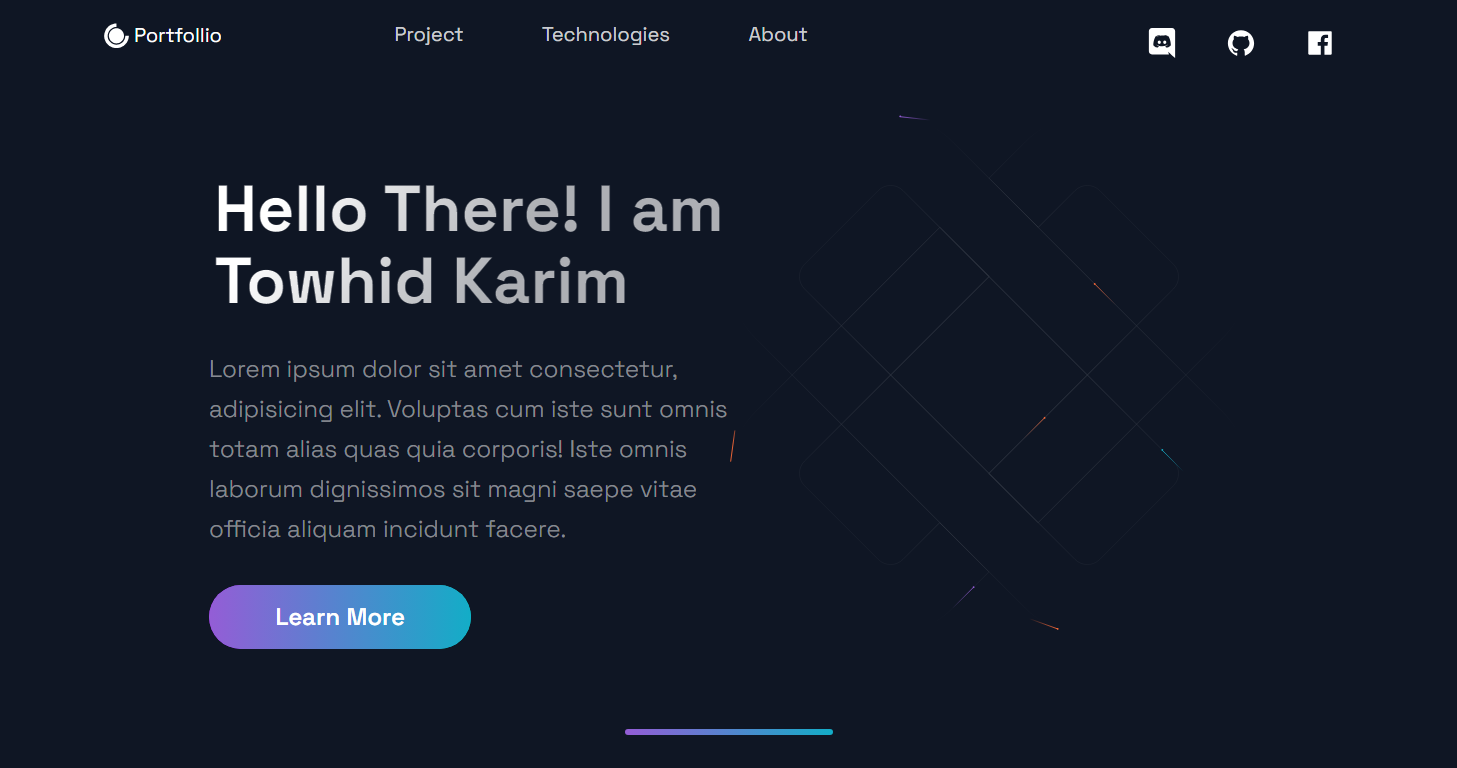 Portfollio
Project
Technologies
About
Hello There! I am
Towhid Karim
Lorem ipsum dolor sit amet consectetur,
adipisicing elit. Voluptas cum iste sunt omnis
totam alias quas quia corporis! Iste omnis
laborum dignissimos sit magni saepe vitae
officia aliquam incidunt facere.
Learn More